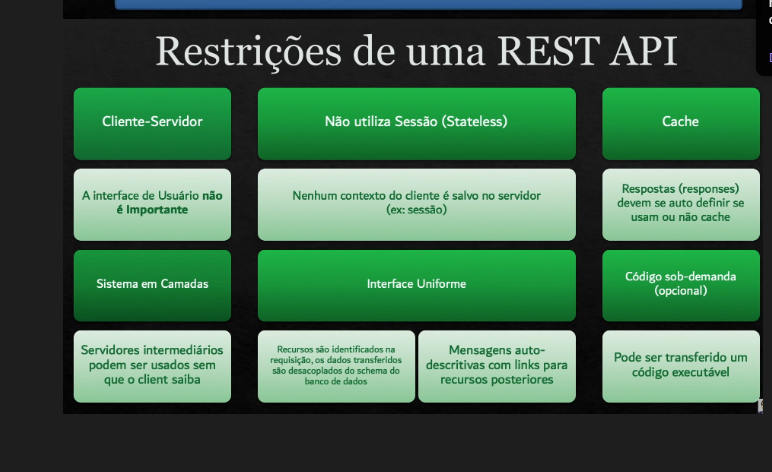 Restrições de uma REST API
Cliente-Servidor
Não utiliza Sessão (Stateless)
Cache
A interface de Usuário não
é importante
Nenhum contexto do cliente é salvo no servidor
(ex: sessão)
Respostas (responses)
devem se auto definir se
usam ou não cache
Sistema em Camadas
Interface Uniforme
Código sob-demanda
(opcional)
Servidores intermediários
podem ser usados sem
que o client saiba
Recursos são identificados na
requisição, os dados transferidos
são desacoplados do schema do
banco de dados
Mensagens auto-
descritivas com links para
recursos posteriores
Pode ser transferido um
código executável